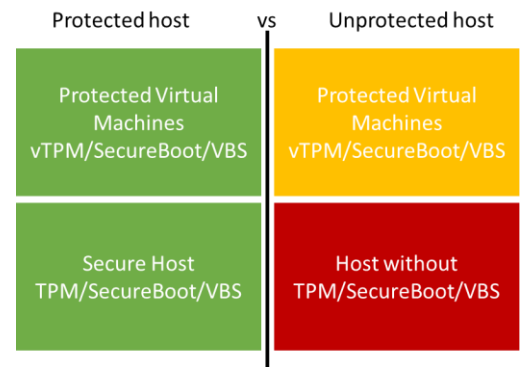 Protected host vs Unprotected host
Protected Virtual
Machines
vTPM/SecureBoot/VBS
Protected Virtual
Machines
vTPM/SecureBoot/VBS
Secure Host
TPM/SecureBoot/VBS
Host without
TPM/SecureBoot/VBS